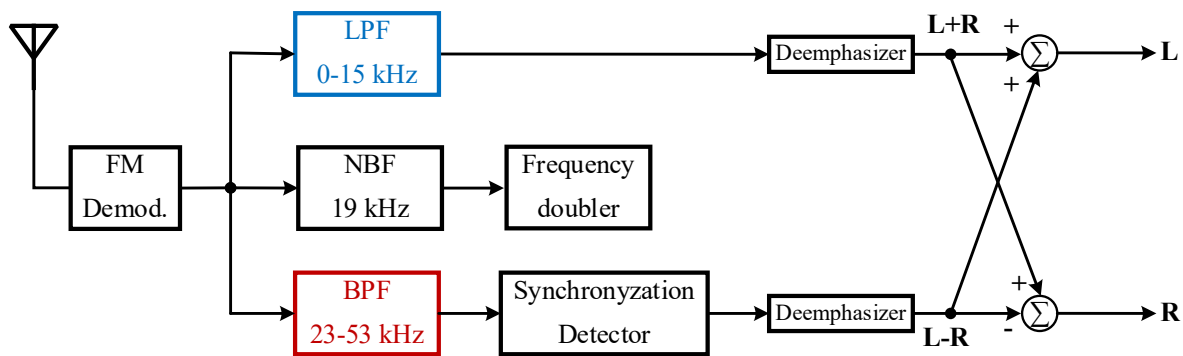 LPF
0-15 kHz
Deemphasizer
L+R
+
Σ
+
L
FM
Demod.
NBF
19 kHz
Frequency
doubler
BPF
23-53 kHz
Synchronyzation
Detector
Deemphasizer
L-R
+
Σ
-
R